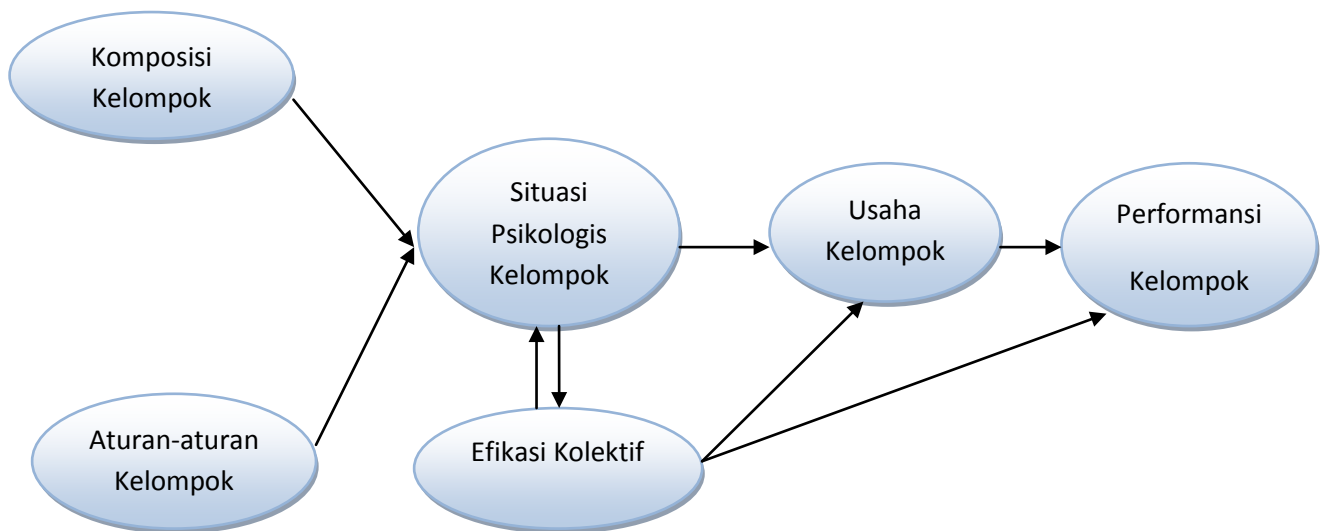 Komposisi
Kelompok
Situasi
Psikologis
Kelompok
Usaha
Kelompok
Performansi
Kelompok
Aturan-aturan
Kelompok
Efikasi Kolektif